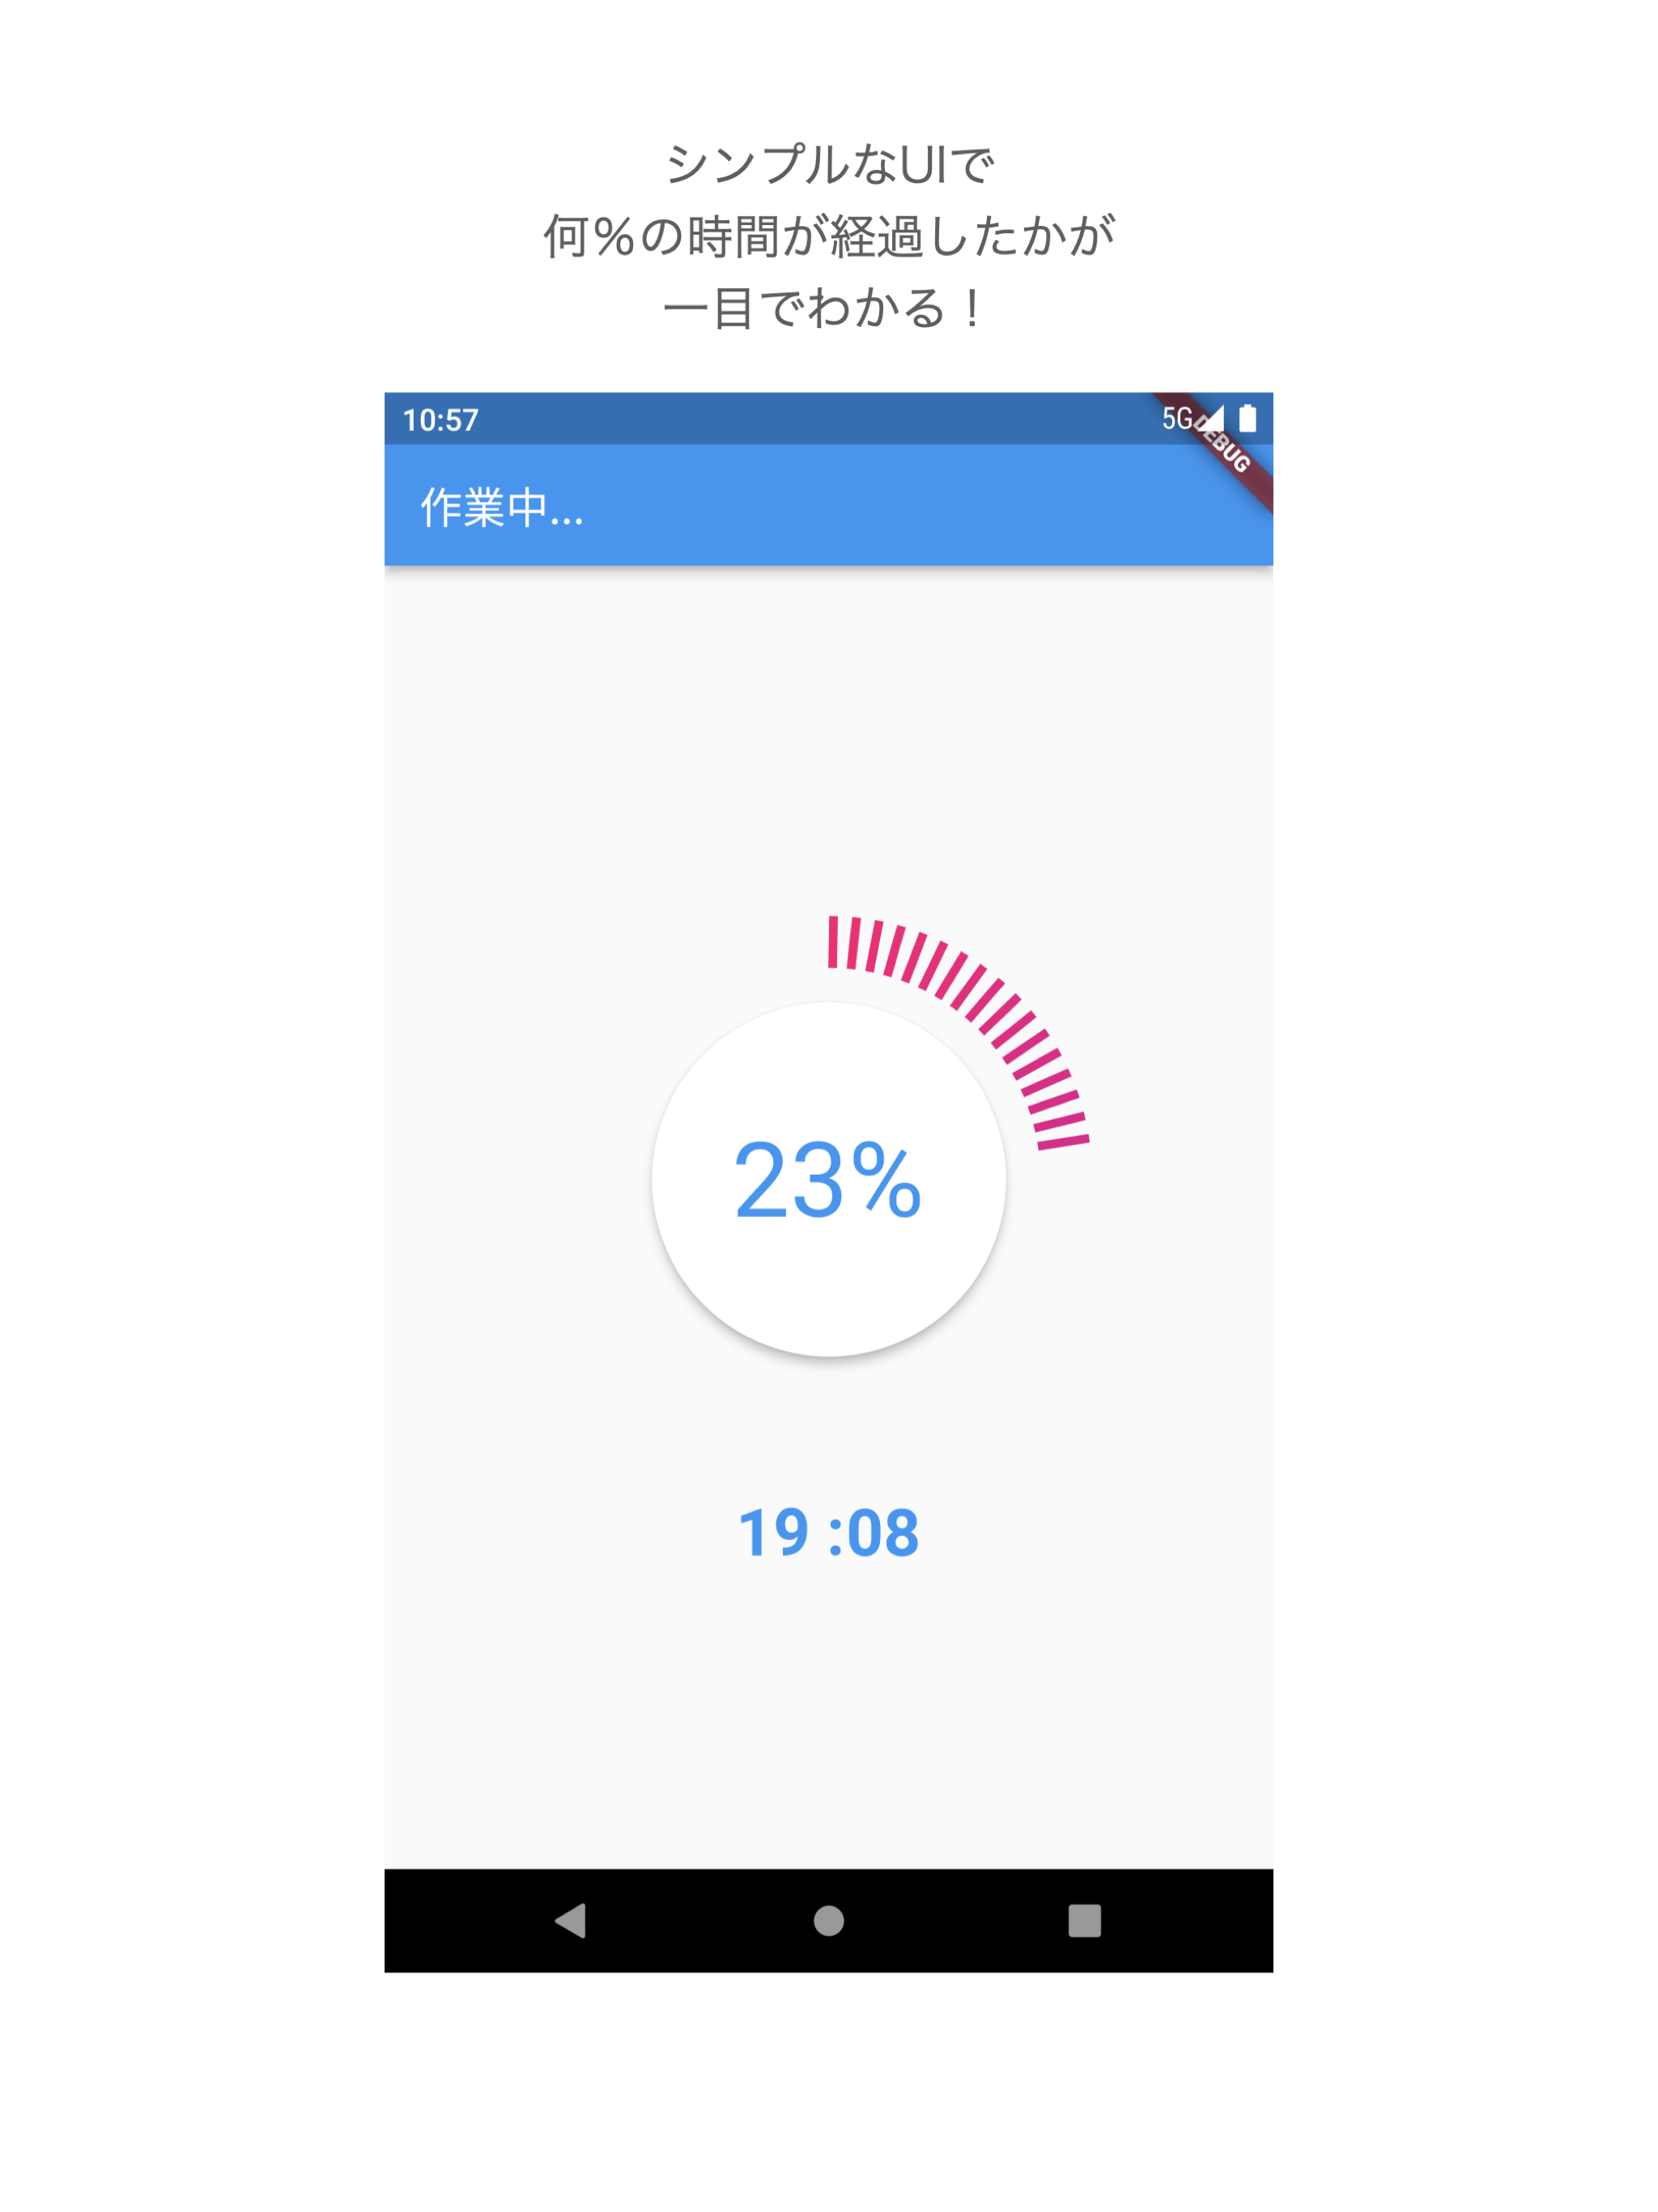 シンプルなUIで
何%の時間が経過したかが
一目でわかる！
10:57
5G
DEBUG
作業中...
23%
19 :08